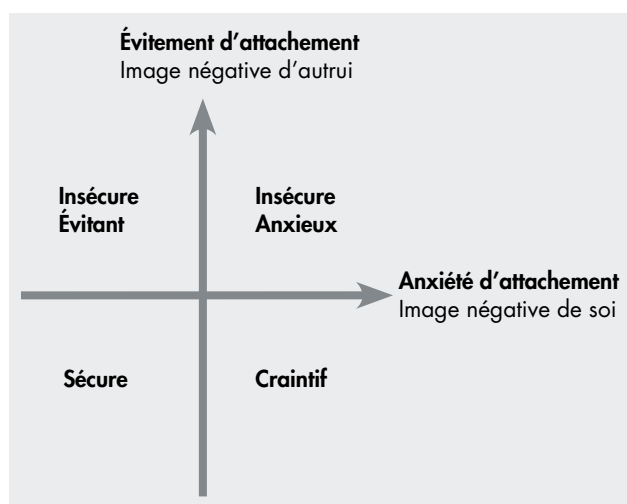 Évitement d’attachement
Image négative d’autrui
Insécure
Évitant
Insécure
Anxieux
Anxiété d’attachement
Image négative de soi
Sécure
Craintif